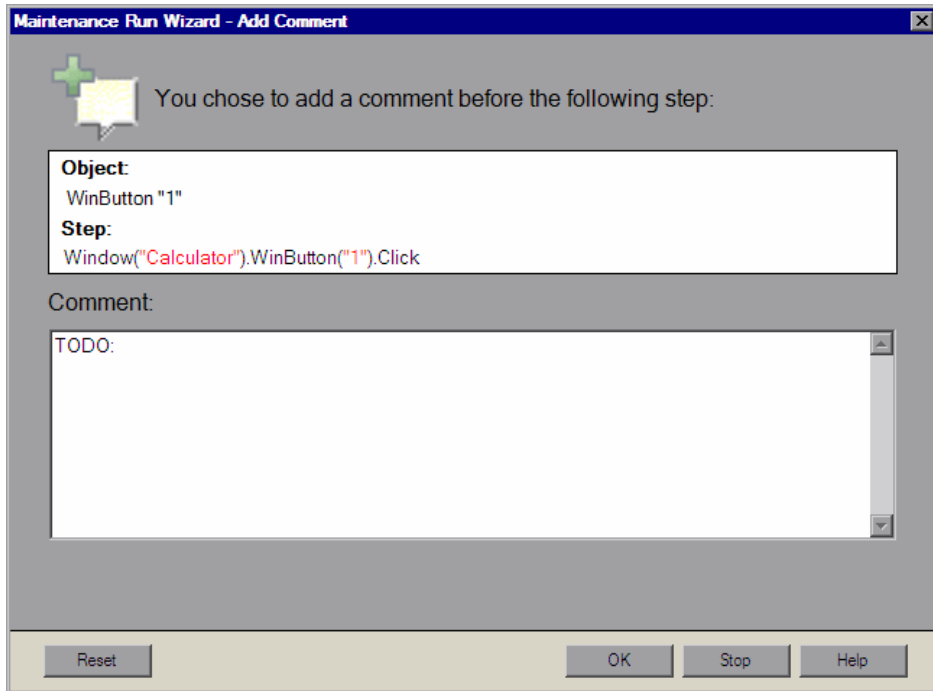 Maintenance Run Wizard - Add Comment
You chose to add a comment before the following step:
Object:
WinButton "1"
Step:
Window("Calculator").WinButton("1").Click
Comment:
TODO:
Reset
OK
Stop
Help